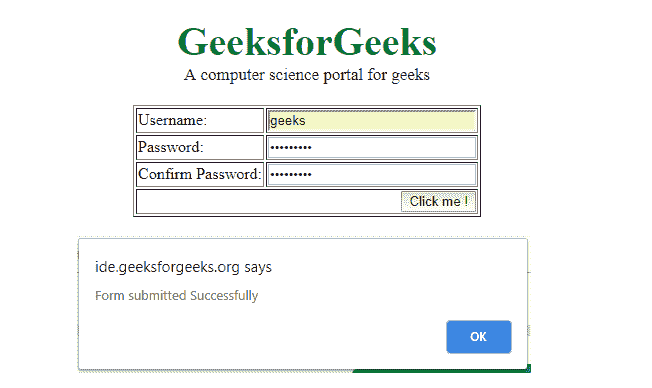 GeeksforGeeks
A computer science portal for geeks
Username: geeks
Password: •••••••••
Confirm Password: •••••••••
Click me !
ide.geeksforgeeks.org says
Form submitted Successfully
OK